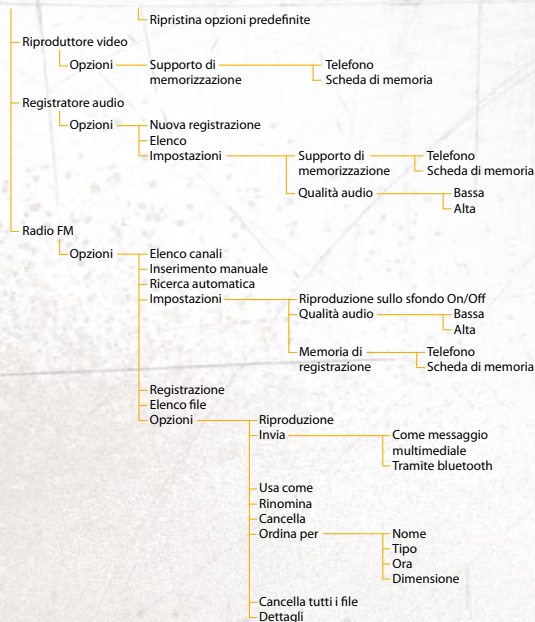 Ripristina opzioni predefinite
Riproduttore video
Opzioni
Supporto di
memorizzazione
Telefono
Scheda di memoria
Registratore audio
Opzioni
Nuova registrazione
Elenco
Impostazioni
Supporto di
memorizzazione
Telefono
Scheda di memoria
Qualità audio
Bassa
Alta
Radio FM
Opzioni
Elenco canali
Inserimento manuale
Ricerca automatica
Impostazioni
Riproduzione sullo sfondo On/Off
Qualità audio
Bassa
Alta
Memoria di
registrazione
Telefono
Scheda di memoria
Registrazione
Elenco file
Opzioni
Riproduzione
Invia
Come messaggio
multimediale
Tramite bluetooth
Usa come
Rinomina
Cancella
Ordina per
Nome
Tipo
Ora
Dimensione
Cancella tutti i file
Dettagli